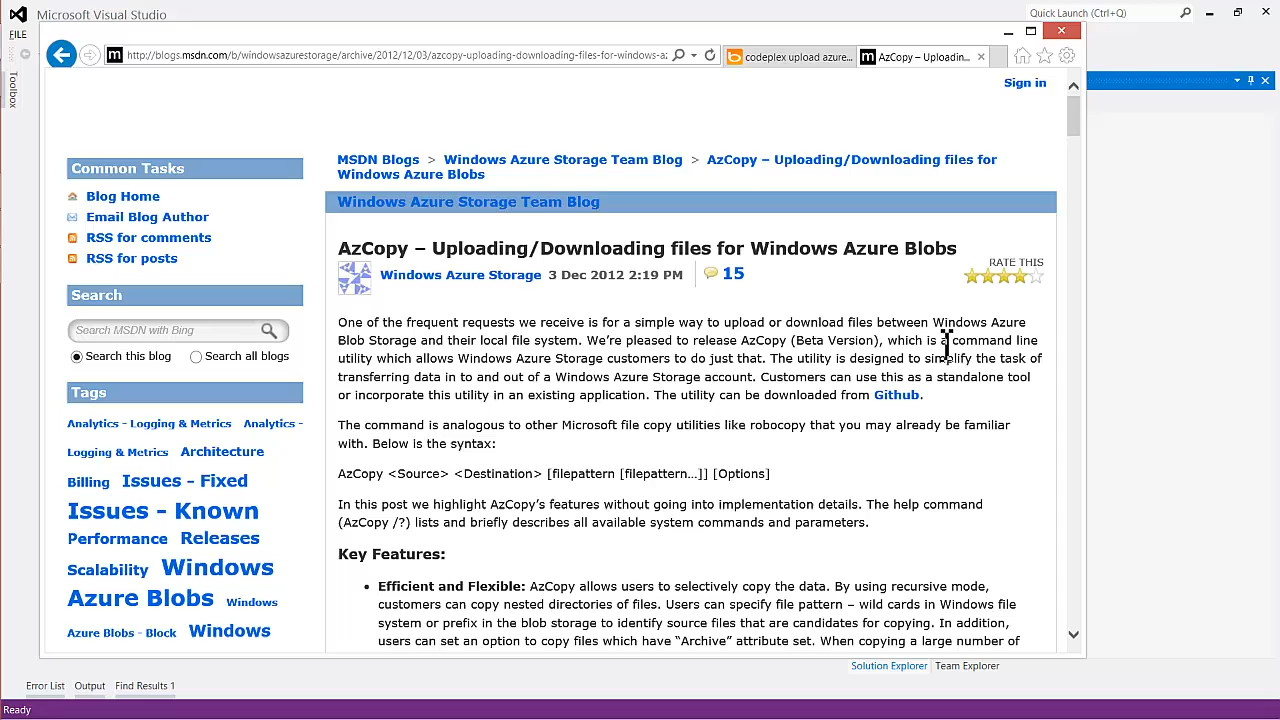 Microsoft Visual Studio
Quick Launch (Ctrl+Q)
FILE
http://blogs.msdn.com/b/windowsazurestorage/archive/2012/12/03/azcopy-uploading-downloading-files-for-windows-az
codeplex upload azure...
AzCopy – Uploadin...
Toolbox
Sign in
Common Tasks
Blog Home
Email Blog Author
RSS for comments
RSS for posts
Search
Search MSDN with Bing
Search this blog
Search all blogs
Tags
Analytics - Logging & Metrics Analytics -
Logging & Metrics Architecture
Billing Issues - Fixed
Issues - Known
Performance Releases
Scalability Windows
Azure Blobs Windows
Azure Blobs - Block Windows
MSDN Blogs > Windows Azure Storage Team Blog > AzCopy – Uploading/Downloading files for
Windows Azure Blobs
Windows Azure Storage Team Blog
AzCopy – Uploading/Downloading files for Windows Azure Blobs
Windows Azure Storage 3 Dec 2012 2:19 PM
15
RATE THIS
One of the frequent requests we receive is for a simple way to upload or download files between Windows Azure
Blob Storage and their local file system. We’re pleased to release AzCopy (Beta Version), which is a command line
utility which allows Windows Azure Storage customers to do just that. The utility is designed to simplify the task of
transferring data in to and out of a Windows Azure Storage account. Customers can use this as a standalone tool
or incorporate this utility in an existing application. The utility can be downloaded from Github.
The command is analogous to other Microsoft file copy utilities like robocopy that you may already be familiar
with. Below is the syntax:
AzCopy <Source> <Destination> [filepattern [filepattern…]] [Options]
In this post we highlight AzCopy’s features without going into implementation details. The help command
(AzCopy /?) lists and briefly describes all available system commands and parameters.
Key Features:
• Efficient and Flexible: AzCopy allows users to selectively copy the data. By using recursive mode,
customers can copy nested directories of files. Users can specify file pattern – wild cards in Windows file
system or prefix in the blob storage to identify source files that are candidates for copying. In addition,
users can set an option to copy files which have “Archive” attribute set. When copying a large number of
Solution Explorer Team Explorer
Error List Output Find Results 1
Ready